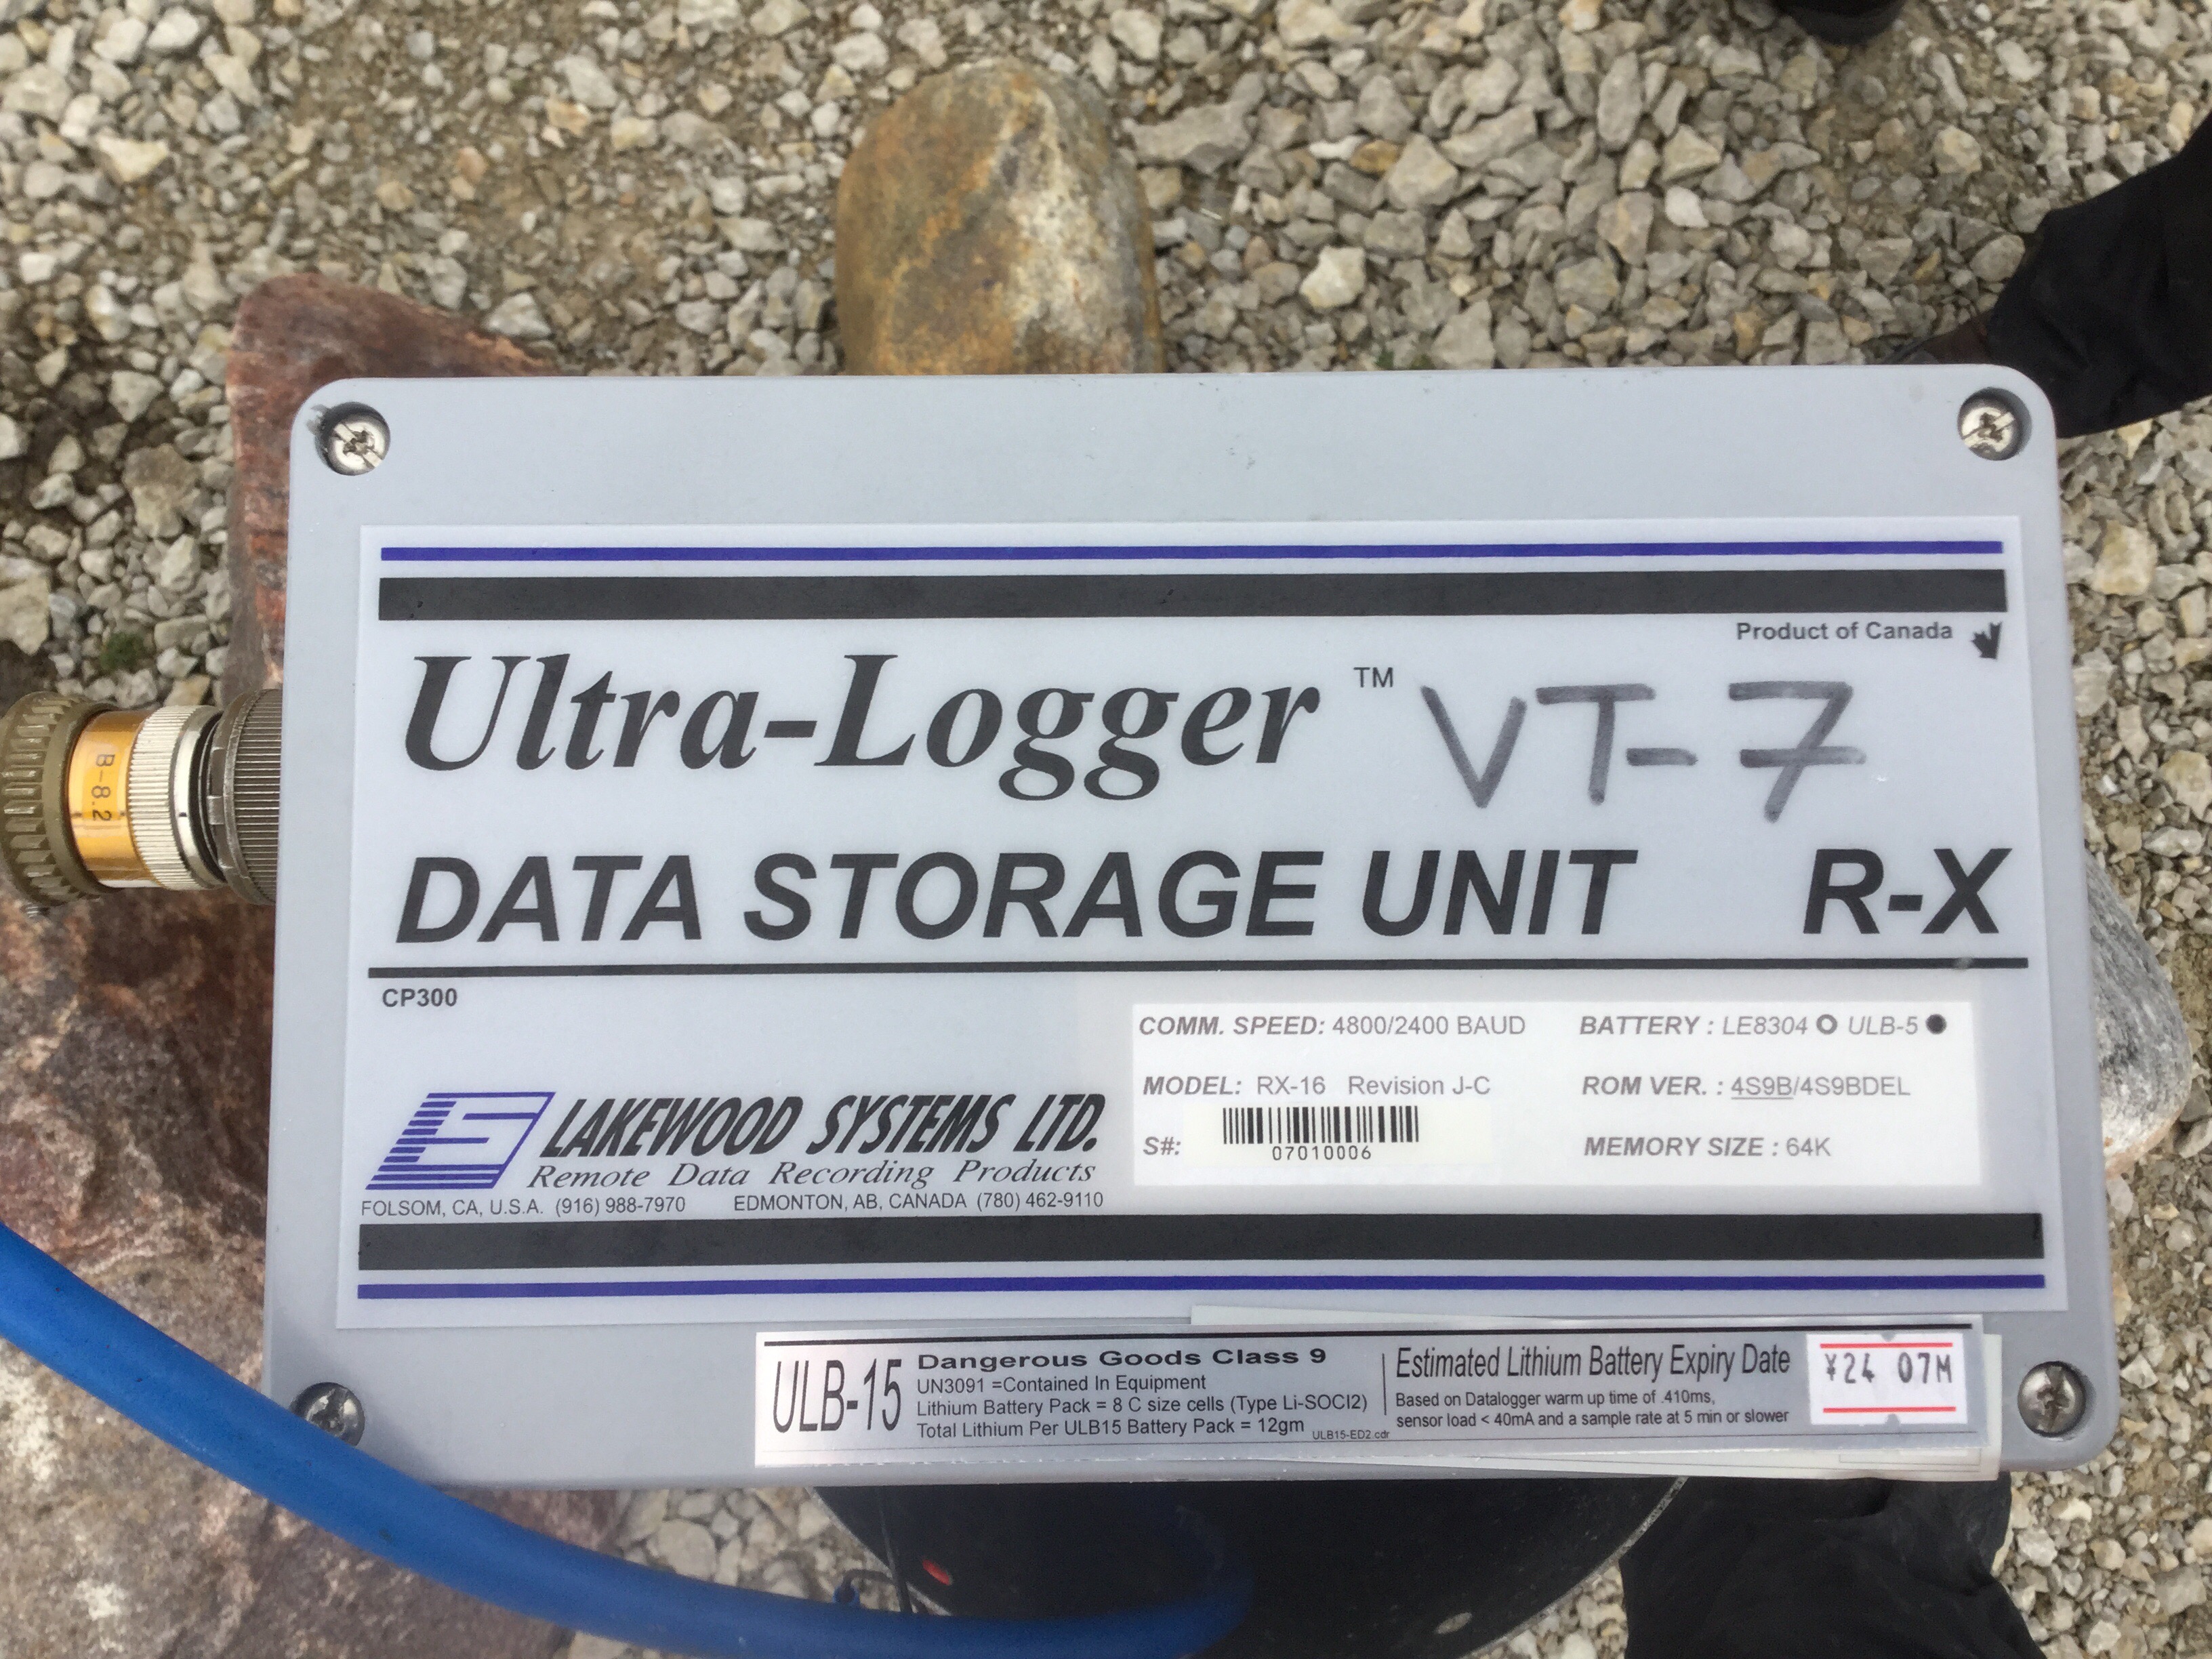 Product of Canada
Ultra-Logger ™ VT-7
DATA STORAGE UNIT R-X
B-8.2
CP300
COMM. SPEED: 4800/2400 BAUD BATTERY : LE8304 ULB-5
MODEL: RX-16 Revision J-C ROM VER. : 4S9B/4S9BDEL
S#: 07010006 MEMORY SIZE : 64K
LAKEWOOD SYSTEMS LTD.
Remote Data Recording Products
FOLSOM, CA, U.S.A. (916) 988-7970 EDMONTON, AB, CANADA (780) 462-9110
ULB-15
Dangerous Goods Class 9
UN3091 =Contained In Equipment
Lithium Battery Pack = 8 C size cells (Type Li-SOCl2)
Total Lithium Per ULB15 Battery Pack = 12gm
ULB15-ED2.cdr
Estimated Lithium Battery Expiry Date
Based on Datalogger warm up time of .410ms,
sensor load < 40mA and a sample rate at 5 min or slower
¥24 07M